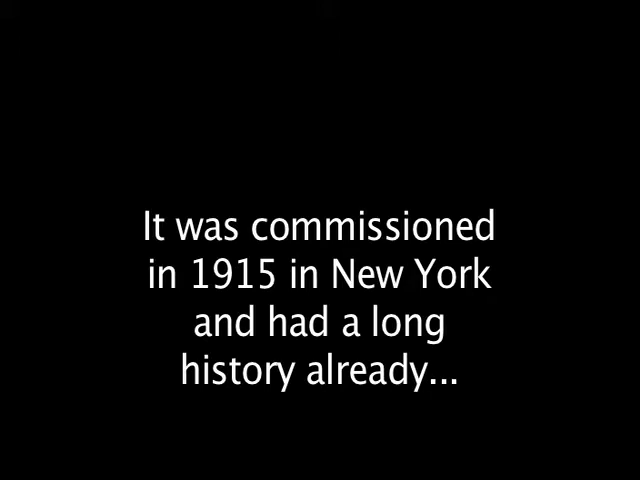 It was commissioned
in 1915 in New York
and had a long
history already...